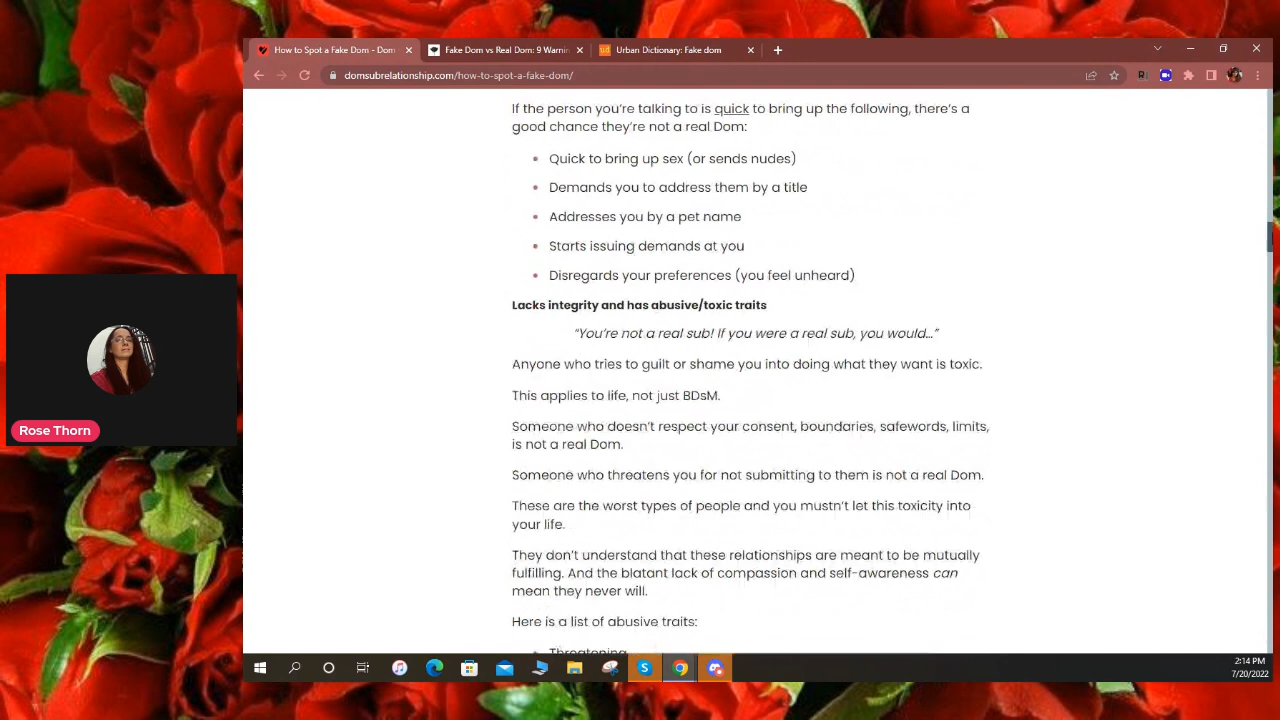 How to Spot a Fake Dom - Dom
Fake Dom vs Real Dom: 9 Warnin
ud
Urban Dictionary: Fake dom
domsubrelationship.com/how-to-spot-a-fake-dom/
If the person you're talking to is quick to bring up the following, there's a
good chance they're not a real Dom:
Quick to bring up sex (or sends nudes)
Demands you to address them by a title
Addresses you by a pet name
Starts issuing demands at you
Disregards your preferences (you feel unheard)
Lacks integrity and has abusive/toxic traits
“You're not a real sub! If you were a real sub, you would…”
Anyone who tries to guilt or shame you into doing what they want is toxic.
This applies to life, not just BDsM.
Someone who doesn't respect your consent, boundaries, safewords, limits,
is not a real Dom.
Someone who threatens you for not submitting to them is not a real Dom.
These are the worst types of people and you mustn't let this toxicity into
your life.
They don't understand that these relationships are meant to be mutually
fulfilling. And the blatant lack of compassion and self-awareness can
mean they never will.
Here is a list of abusive traits:
Threatening
Rose Thorn
2:14 PM
7/20/2022